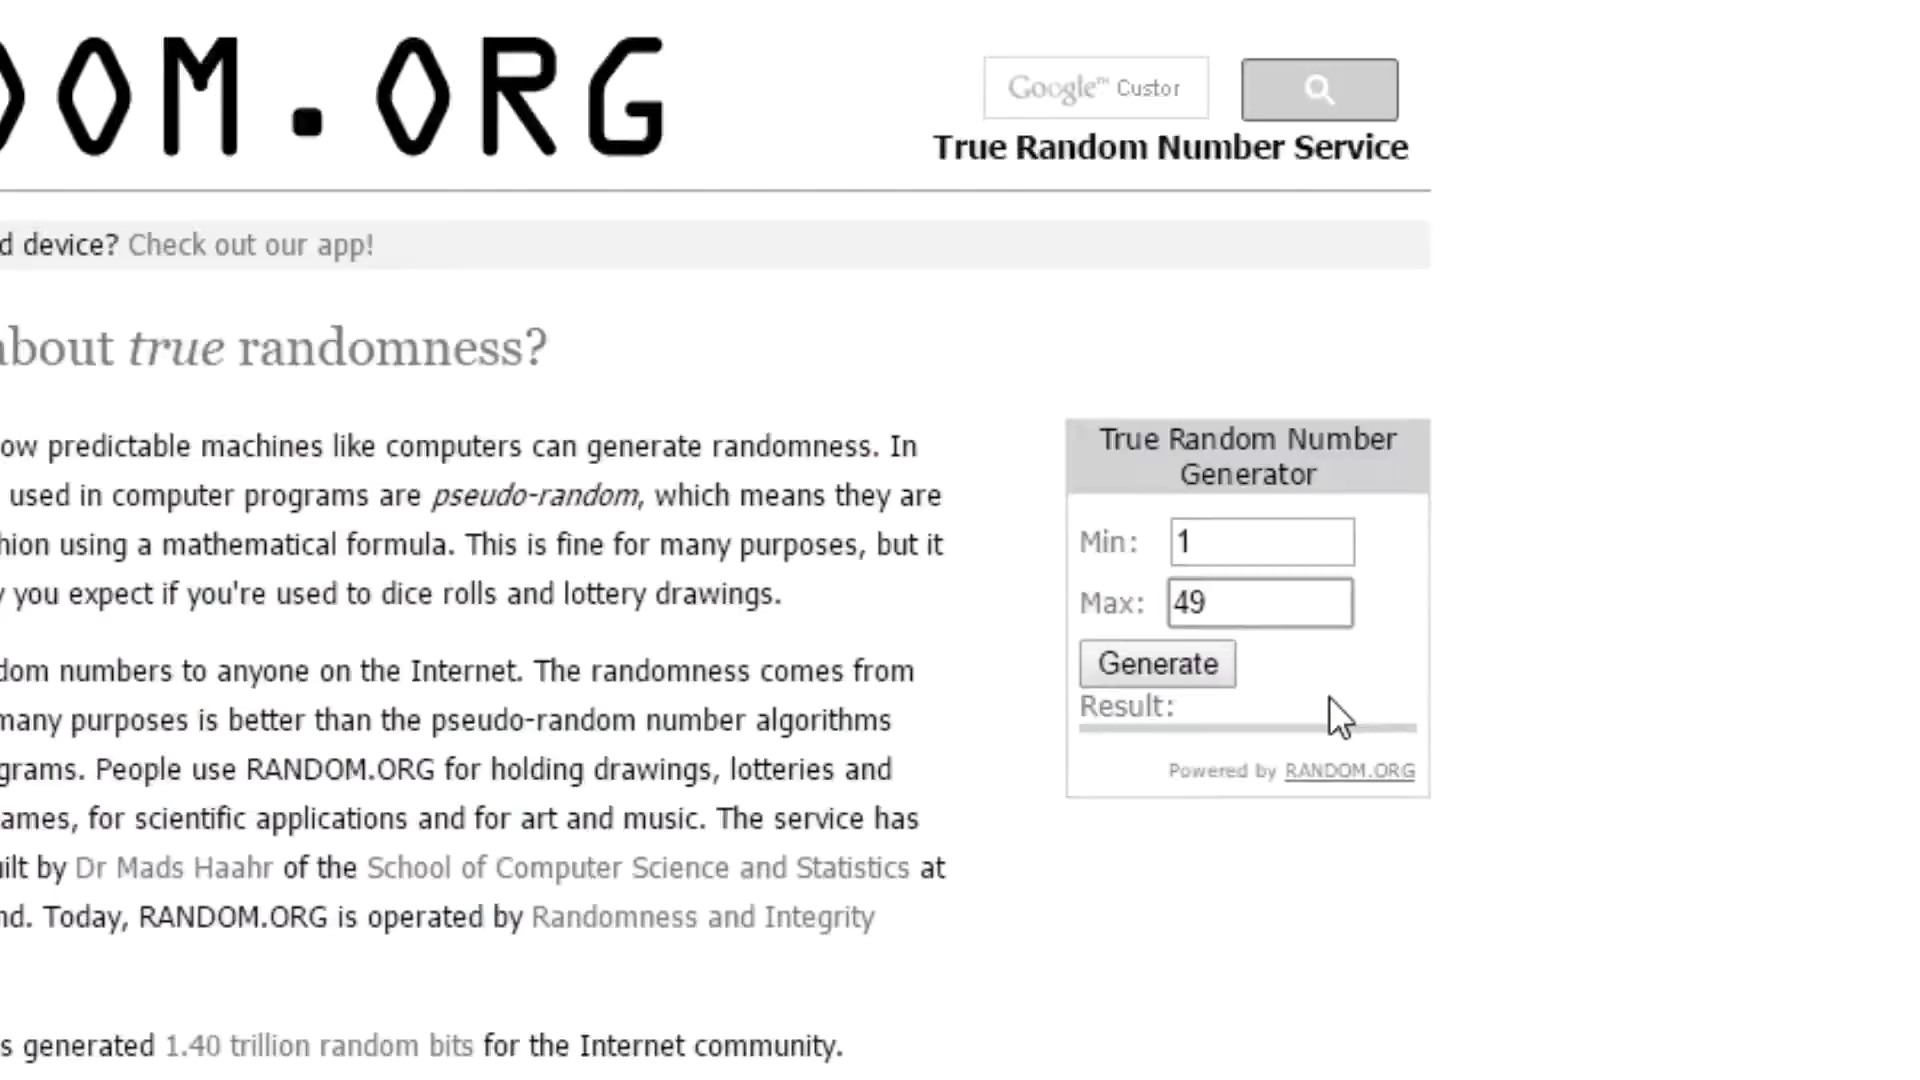 OM.ORG
Google™ Custor
True Random Number Service
d device? Check out our app!
about true randomness?
ow predictable machines like computers can generate randomness. In
used in computer programs are pseudo-random, which means they are
hion using a mathematical formula. This is fine for many purposes, but it
y you expect if you're used to dice rolls and lottery drawings.
dom numbers to anyone on the Internet. The randomness comes from
many purposes is better than the pseudo-random number algorithms
grams. People use RANDOM.ORG for holding drawings, lotteries and
ames, for scientific applications and for art and music. The service has
uilt by Dr Mads Haahr of the School of Computer Science and Statistics at
nd. Today, RANDOM.ORG is operated by Randomness and Integrity
s generated 1.40 trillion random bits for the Internet community.
True Random Number
Generator
Min: 1
Max: 49
Generate
Result:
Powered by RANDOM.ORG